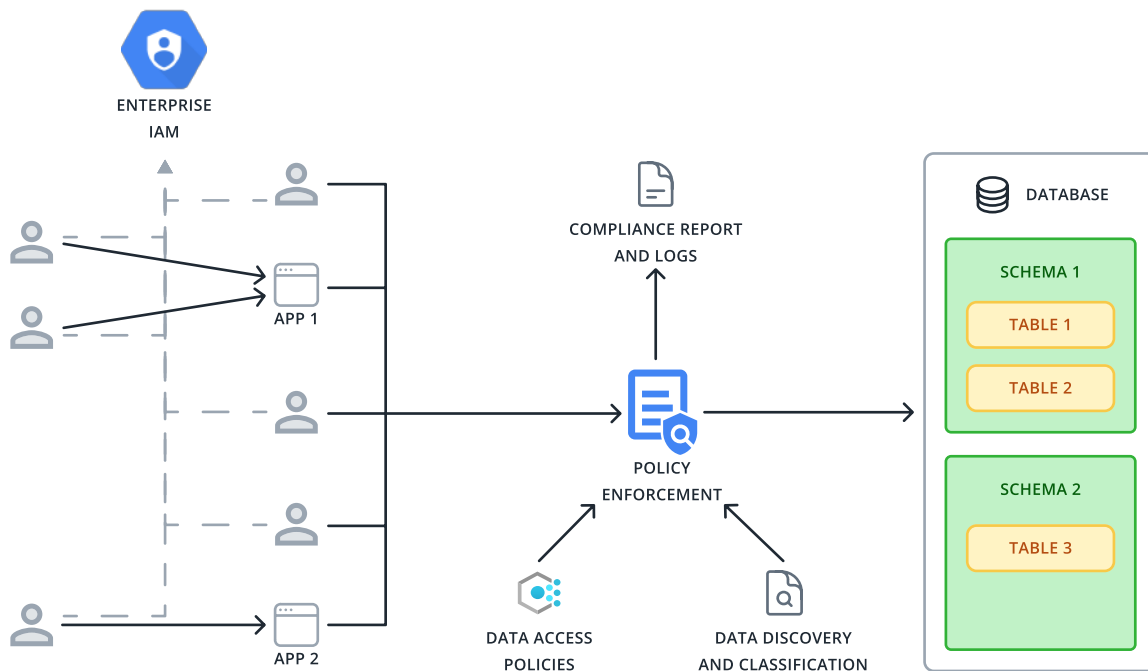 ENTERPRISE
IAM
COMPLIANCE REPORT
AND LOGS
DATABASE
SCHEMA 1
TABLE 1
TABLE 2
APP 1
POLICY
ENFORCEMENT
SCHEMA 2
TABLE 3
APP 2
DATA ACCESS
POLICIES
DATA DISCOVERY
AND CLASSIFICATION